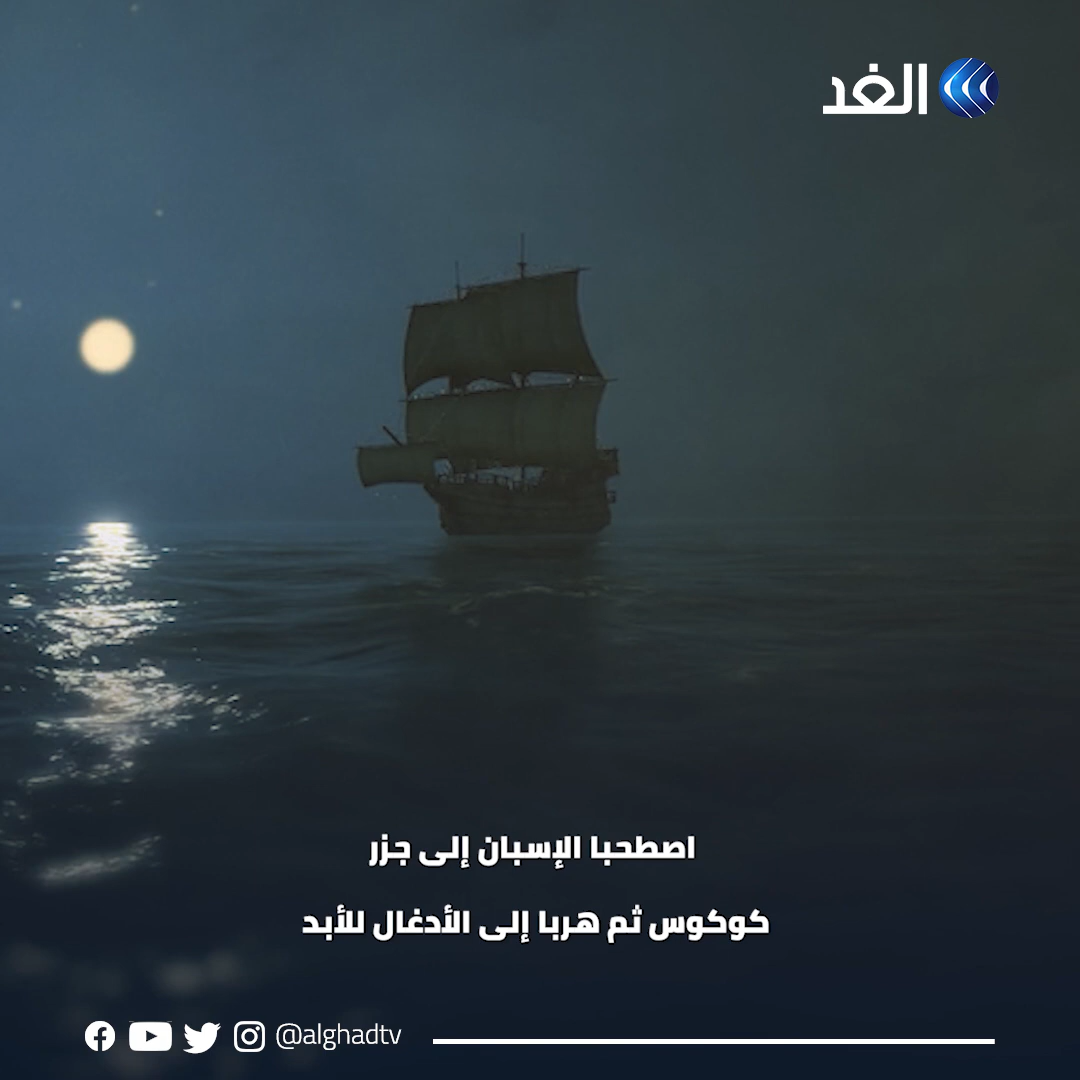 الغد
اصطحبا الإسبان إلى جزر
كوكوس ثم هربا إلى الأدغال للأبد
@alghadtv